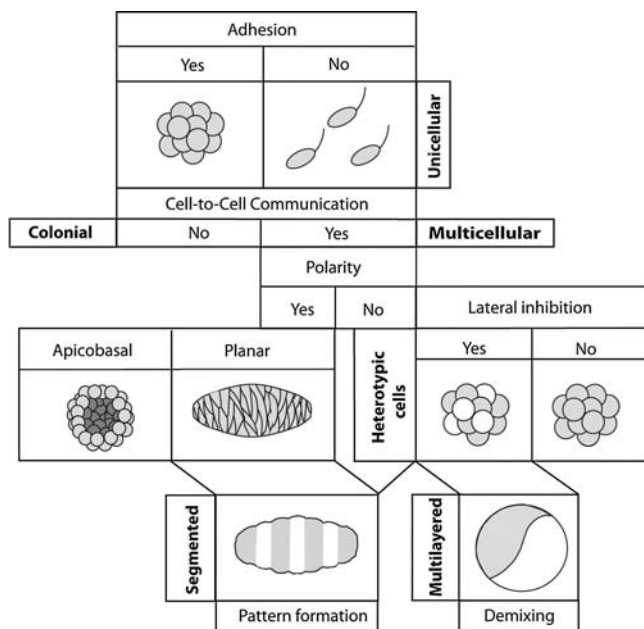 Adhesion
Yes
No
Unicellular
Cell-to-Cell Communication
Colonial
No
Yes
Multicellular
Polarity
Yes
No
Lateral inhibition
Apicobasal
Planar
Heterotypic
cells
Yes
No
Segmented
Multilayered
Pattern formation
Demixing